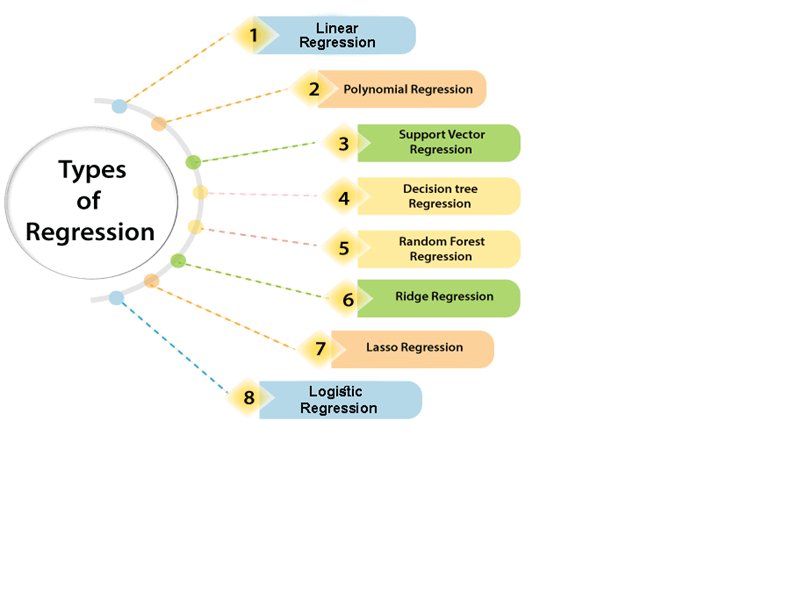 Types
of
Regression
1
Linear
Regression
2
Polynomial Regression
3
Support Vector
Regression
4
Decision tree
Regression
5
Random Forest
Regression
6
Ridge Regression
7
Lasso Regression
8
Logistic
Regression